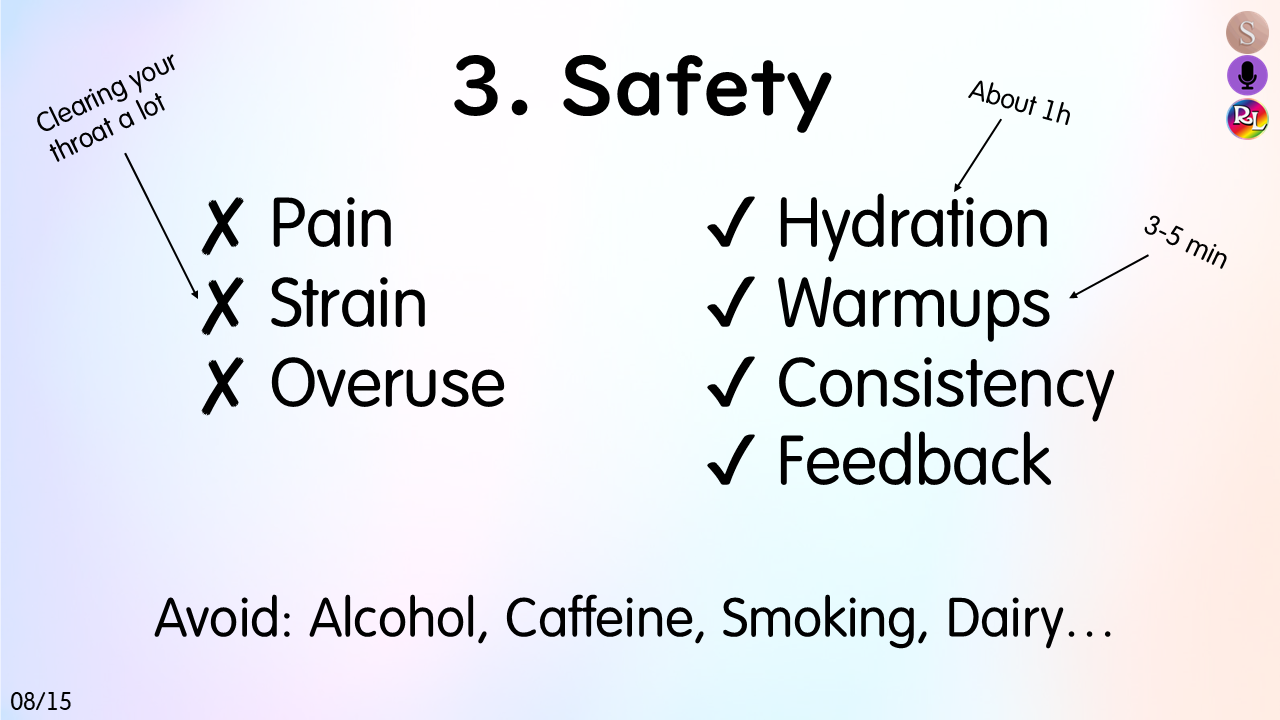 3. Safety
Clearing your
throat a lot
✗ Pain
✗ Strain
✗ Overuse
About 1h
3-5 min
✓ Hydration
✓ Warmups
✓ Consistency
✓ Feedback
Avoid: Alcohol, Caffeine, Smoking, Dairy...
08/15
S
RL